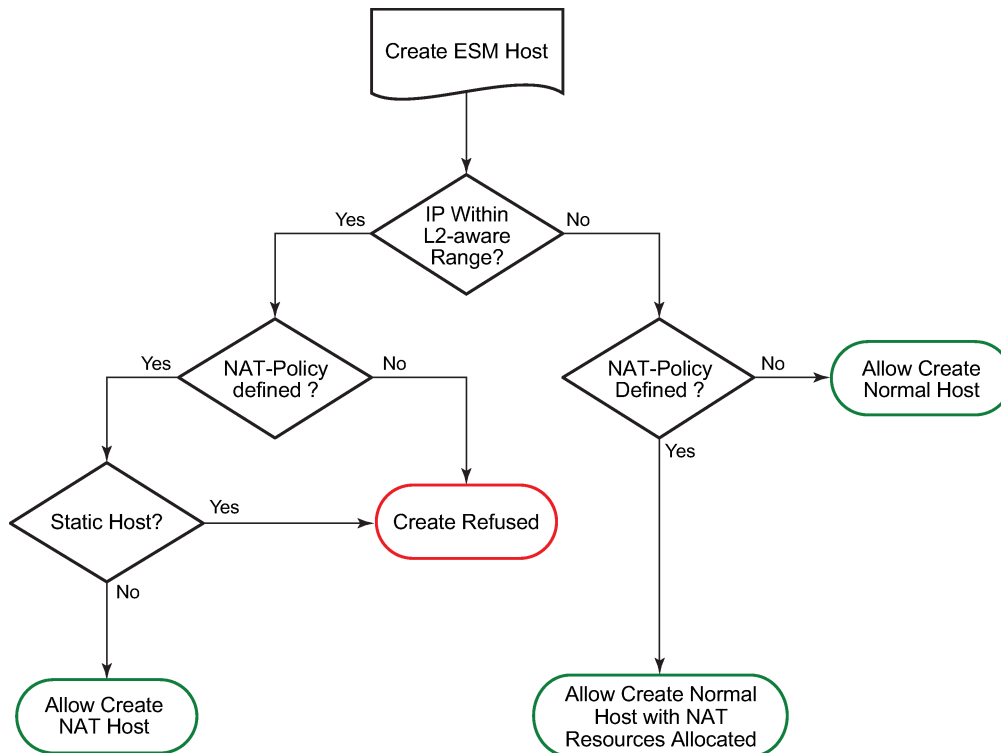 Create ESM Host
Yes
IP Within
L2-aware
Range?
No
Yes
NAT-Policy
defined ?
No
NAT-Policy
Defined ?
No
Allow Create
Normal Host
Yes
Static Host?
Yes
Create Refused
No
Allow Create
NAT Host
Allow Create Normal
Host with NAT
Resources Allocated